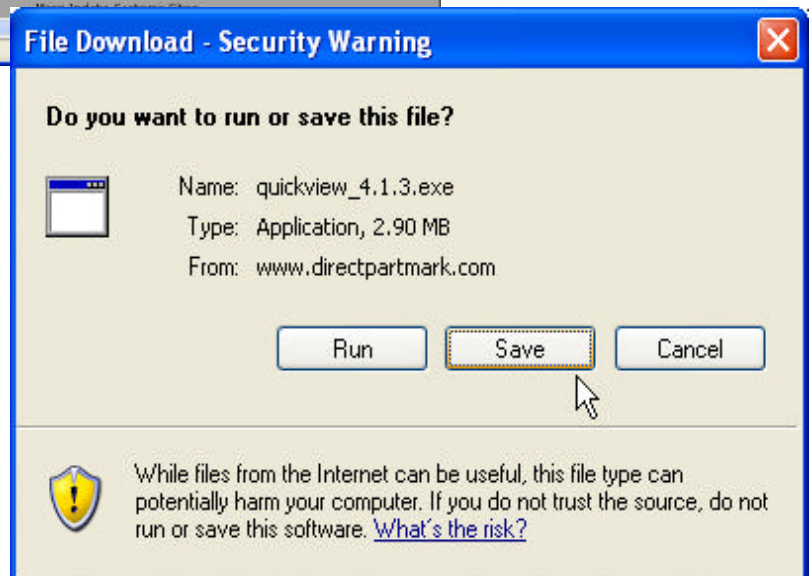 File Download - Security Warning
Do you want to run or save this file?
Name: quickview_4.1.3.exe
Type: Application, 2.90 MB
From: www.directpartmark.com
Run Save Cancel
While files from the Internet can be useful, this file type can
potentially harm your computer. If you do not trust the source, do not
run or save this software. What's the risk?